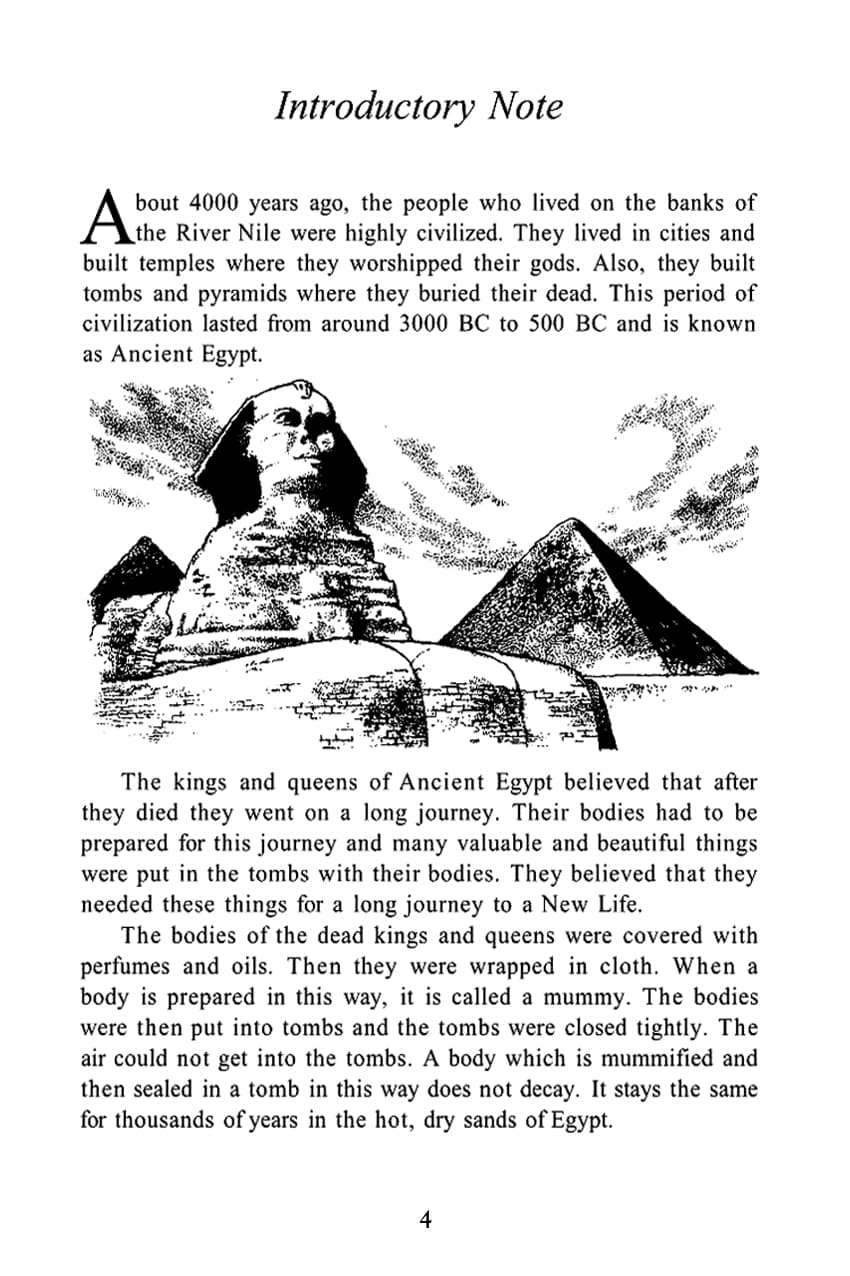 Introductory Note
About 4000 years ago, the people who lived on the banks of
the River Nile were highly civilized. They lived in cities and
built temples where they worshipped their gods. Also, they built
tombs and pyramids where they buried their dead. This period of
civilization lasted from around 3000 BC to 500 BC and is known
as Ancient Egypt.
The kings and queens of Ancient Egypt believed that after
they died they went on a long journey. Their bodies had to be
prepared for this journey and many valuable and beautiful things
were put in the tombs with their bodies. They believed that they
needed these things for a long journey to a New Life.
The bodies of the dead kings and queens were covered with
perfumes and oils. Then they were wrapped in cloth. When a
body is prepared in this way, it is called a mummy. The bodies
were then put into tombs and the tombs were closed tightly. The
air could not get into the tombs. A body which is mummified and
then sealed in a tomb in this way does not decay. It stays the same
for thousands of years in the hot, dry sands of Egypt.
4